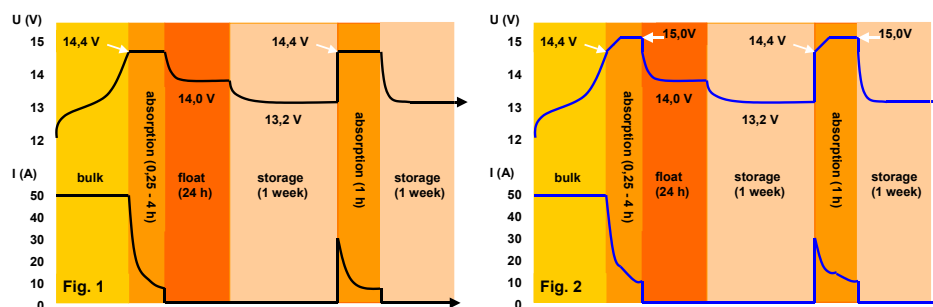 U (V)
15
14
13
12
I (A)
50
40
30
20
10
0
14,4 V
14,0 V
13,2 V
14,4 V
bulk
absorption (0,25 - 4 h)
float
(24 h)
storage
(1 week)
absorption (1 h)
storage
(1 week)
Fig. 1
U (V)
15
14
13
12
I (A)
50
40
30
20
10
0
14,4 V
15,0V
14,0 V
13,2 V
14,4 V
15,0V
bulk
absorption (0,25 - 4 h)
float
(24 h)
storage
(1 week)
absorption (1 h)
storage
(1 week)
Fig. 2